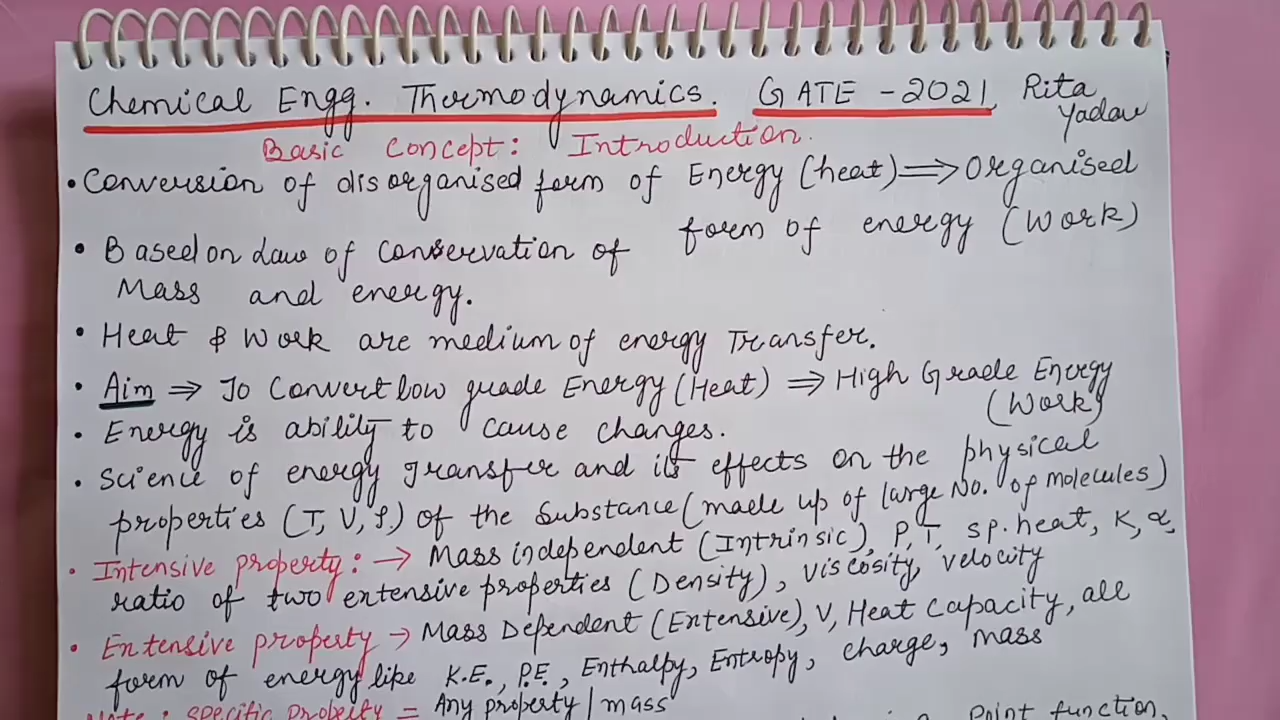 Chemical Engg. Thermodynamics. GATE -2021, Rita Yadav
Basic Concept: Introduction.
• Conversion of disorganised form of Energy (heat) ⟹ Organised form of energy (Work)
• Based on Law of Conservation of Mass and energy.
• Heat & Work are medium of energy Transfer.
• Aim ⇒ To Convert low grade Energy (Heat) ⟹ High Grade Energy (Work)
• Energy is ability to cause changes.
• Science of energy Transfer and its effects on the physical
properties (T, V, P,) of the Substance (made up of large No. of molecules)
• Intensive property: → Mass independent (Intrinsic), P, T, sp. heat, K, α,
ratio of two extensive properties (Density), viscosity, velocity
• Extensive property → Mass Dependent (Extensive), V, Heat Capacity, all
form of energy like K.E., P.E., Enthalpy, Entropy, charge, mass
Note: specific property = Any property / mass
Point function,